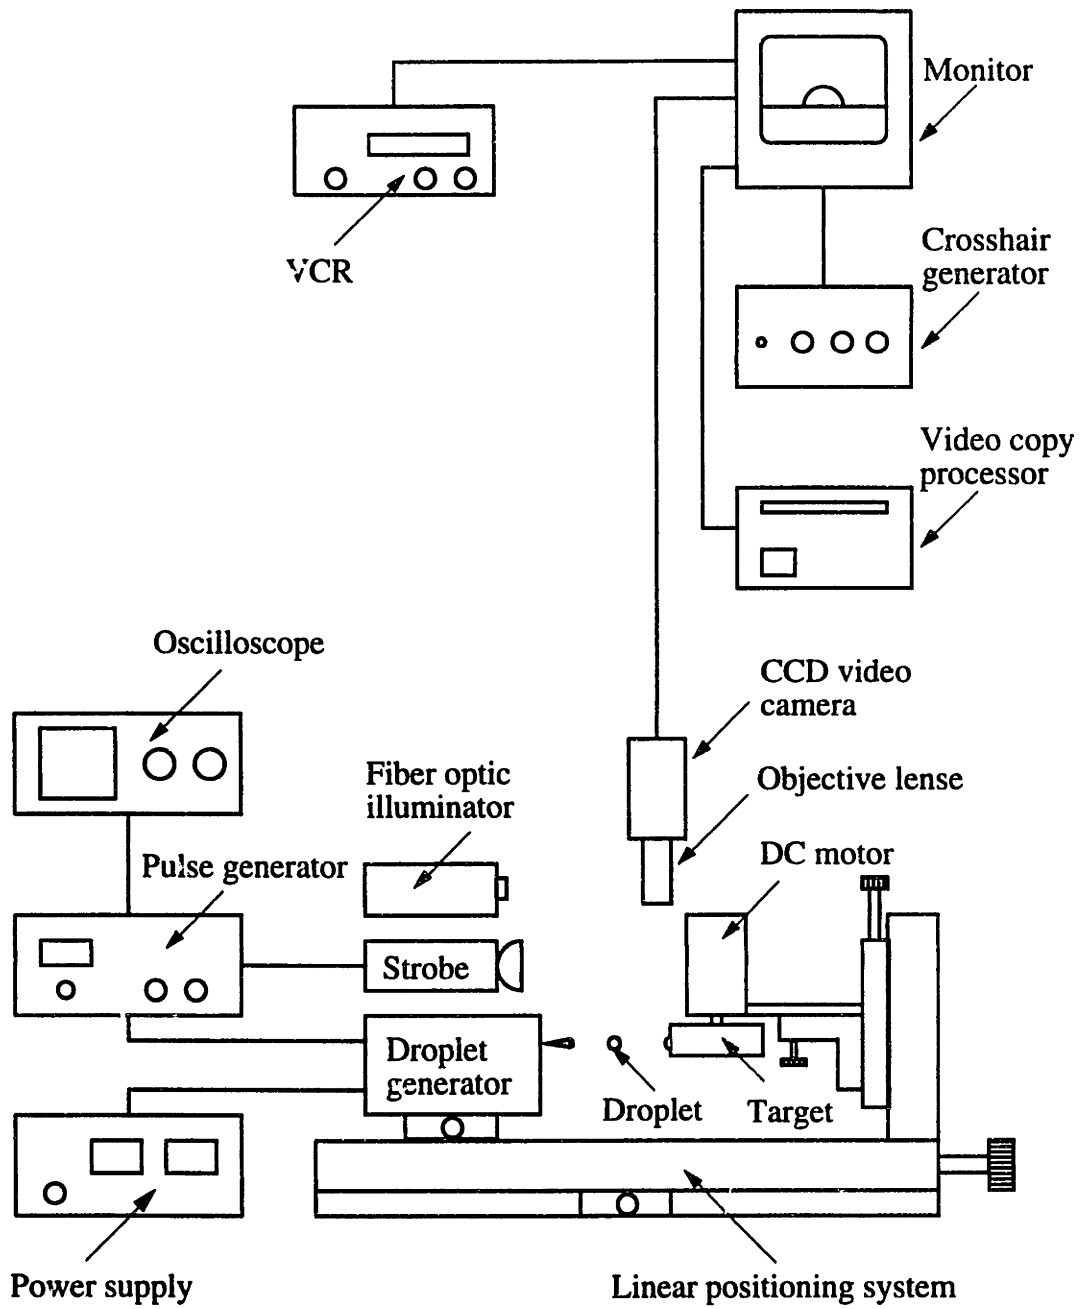 Monitor
VCR
Crosshair
generator
Video copy
processor
Oscilloscope
CCD video
camera
Fiber optic
illuminator
Objective lense
Pulse generator
DC motor
Strobe
Droplet
generator
Droplet
Target
Power supply
Linear positioning system